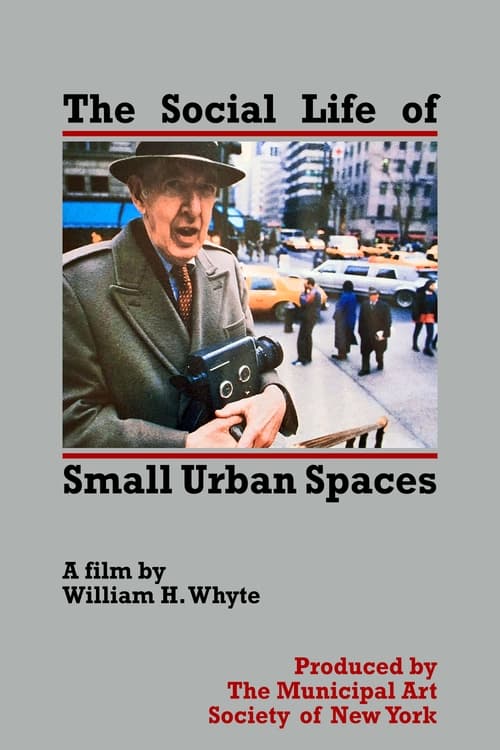 The Social Life of
Small Urban Spaces
A film by
William H. Whyte
Produced by
The Municipal Art
Society of New York